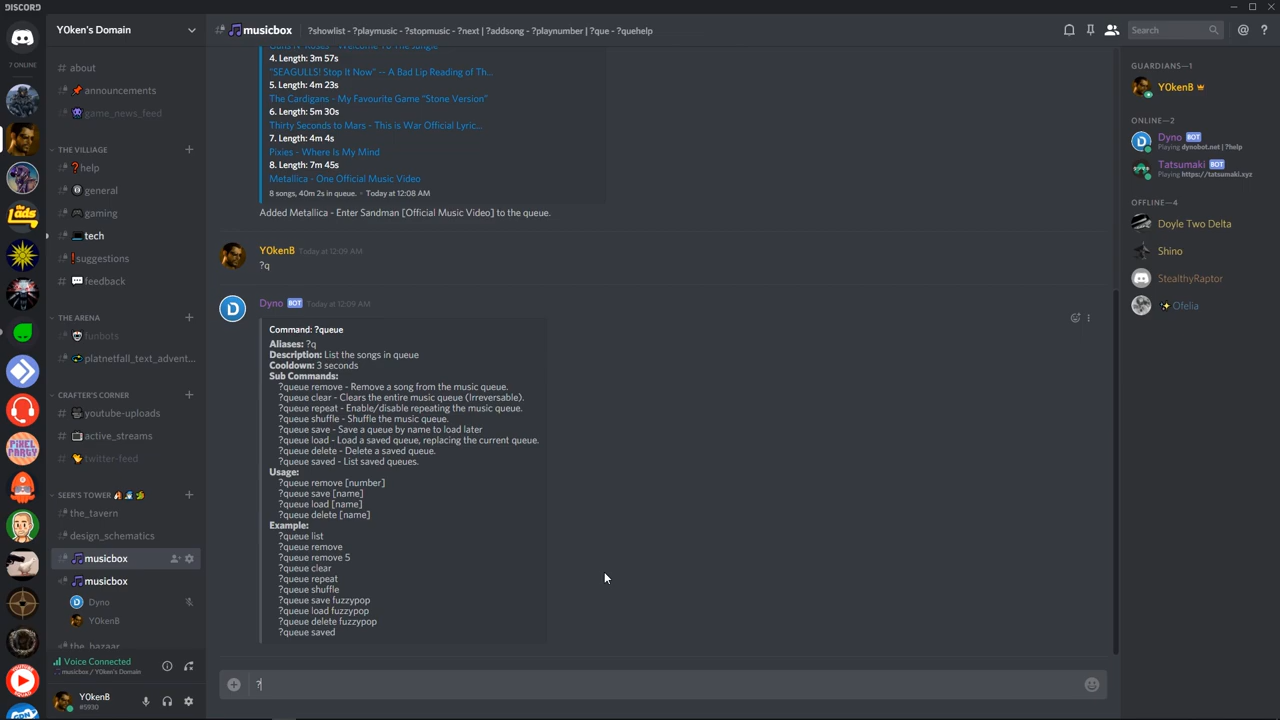 DISCORD
7 ONLINE
Y0ken's Domain
about
announcements
game_news_feed
THE VILLIAGE
help
general
gaming
tech
suggestions
feedback
THE ARENA
funbots
platnetfall_text_advent...
CRAFTER'S CORNER
youtube-uploads
active_streams
twitter-feed
SEER'S TOWER
the_tavern
design_schematics
musicbox
musicbox
Dyno
Y0KenB
the_bazaar
Voice Connected
musicbox / Y0Ken's Domain
Y0KenB
#5930
musicbox
?showlist - ?playmusic - ?stopmusic - ?next | ?addsong - ?playnumber | ?que - ?quehelp
Search
Guns N' Roses - Welcome To The Jungle
4. Length: 3m 57s
"SEAGULLS! Stop It Now" -- A Bad Lip Reading of Th...
5. Length: 4m 23s
The Cardigans - My Favourite Game "Stone Version"
6. Length: 5m 30s
Thirty Seconds to Mars - This is War Official Lyric...
7. Length: 4m 4s
Pixies - Where Is My Mind
8. Length: 7m 45s
Metallica - One Official Music Video
8 songs, 40m 2s in queue. • Today at 12:08 AM
Added Metallica - Enter Sandman [Official Music Video] to the queue.
Y0KenB Today at 12:09 AM
?q
Dyno BOT Today at 12:09 AM
Command: ?queue
Aliases: ?q
Description: List the songs in queue
Cooldown: 3 seconds
Sub Commands:
?queue remove - Remove a song from the music queue.
?queue clear - Clears the entire music queue (Irreversable).
?queue repeat - Enable/disable repeating the music queue.
?queue shuffle - Shuffle the music queue.
?queue save - Save a queue by name to load later
?queue load - Load a saved queue, replacing the current queue.
?queue delete - Delete a saved queue.
?queue saved - List saved queues.
Usage:
?queue remove [number]
?queue save [name]
?queue load [name]
?queue delete [name]
Example:
?queue list
?queue remove
?queue remove 5
?queue clear
?queue repeat
?queue shuffle
?queue save fuzzypop
?queue load fuzzypop
?queue delete fuzzypop
?queue saved
?
GUARDIANS—1
Y0KenB
ONLINE—2
Dyno BOT
Playing dynobot.net | ?help
Tatsumaki BOT
Playing https://tatsumaki.xyz
OFFLINE—4
Doyle Two Delta
Shino
StealthyRaptor
Ofelia